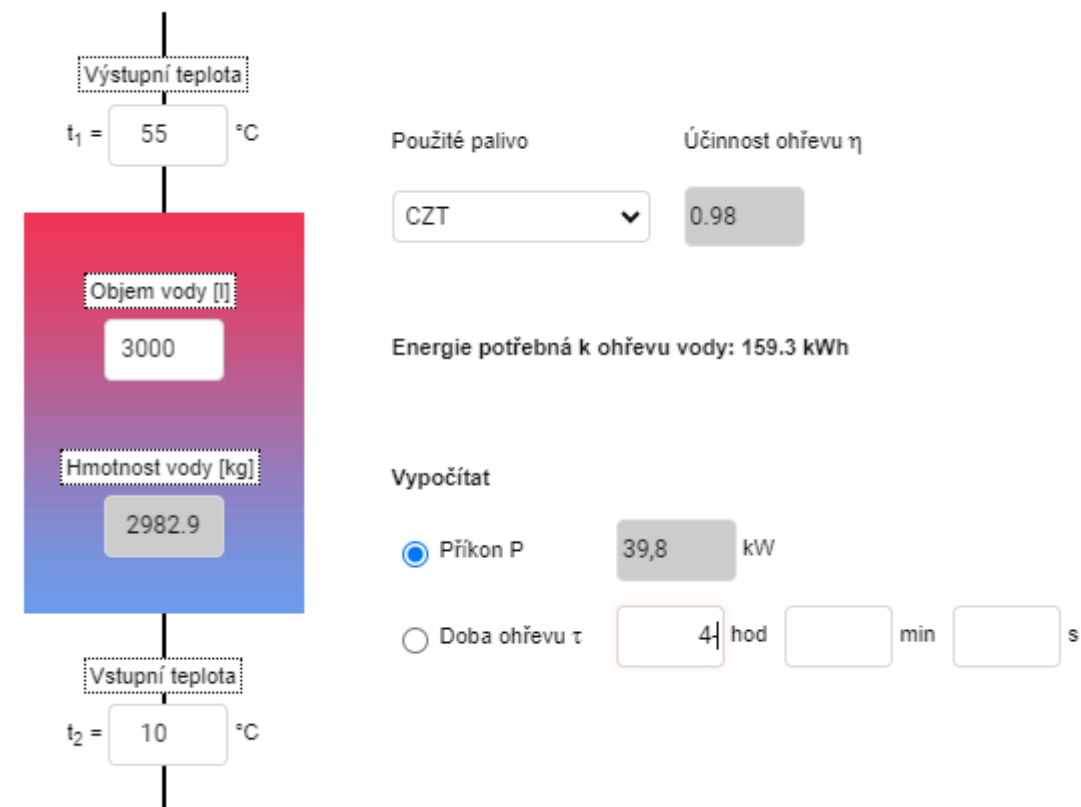 Výstupní teplota
t₁ = 55 °C
Použité palivo Účinnost ohřevu η
CZT 0.98
Objem vody [l]
3000
Energie potřebná k ohřevu vody: 159.3 kWh
Hmotnost vody [kg]
2982.9
Vypočítat
Příkon P 39,8 kW
Doba ohřevu τ 4 hod min s
Vstupní teplota
t₂ = 10 °C